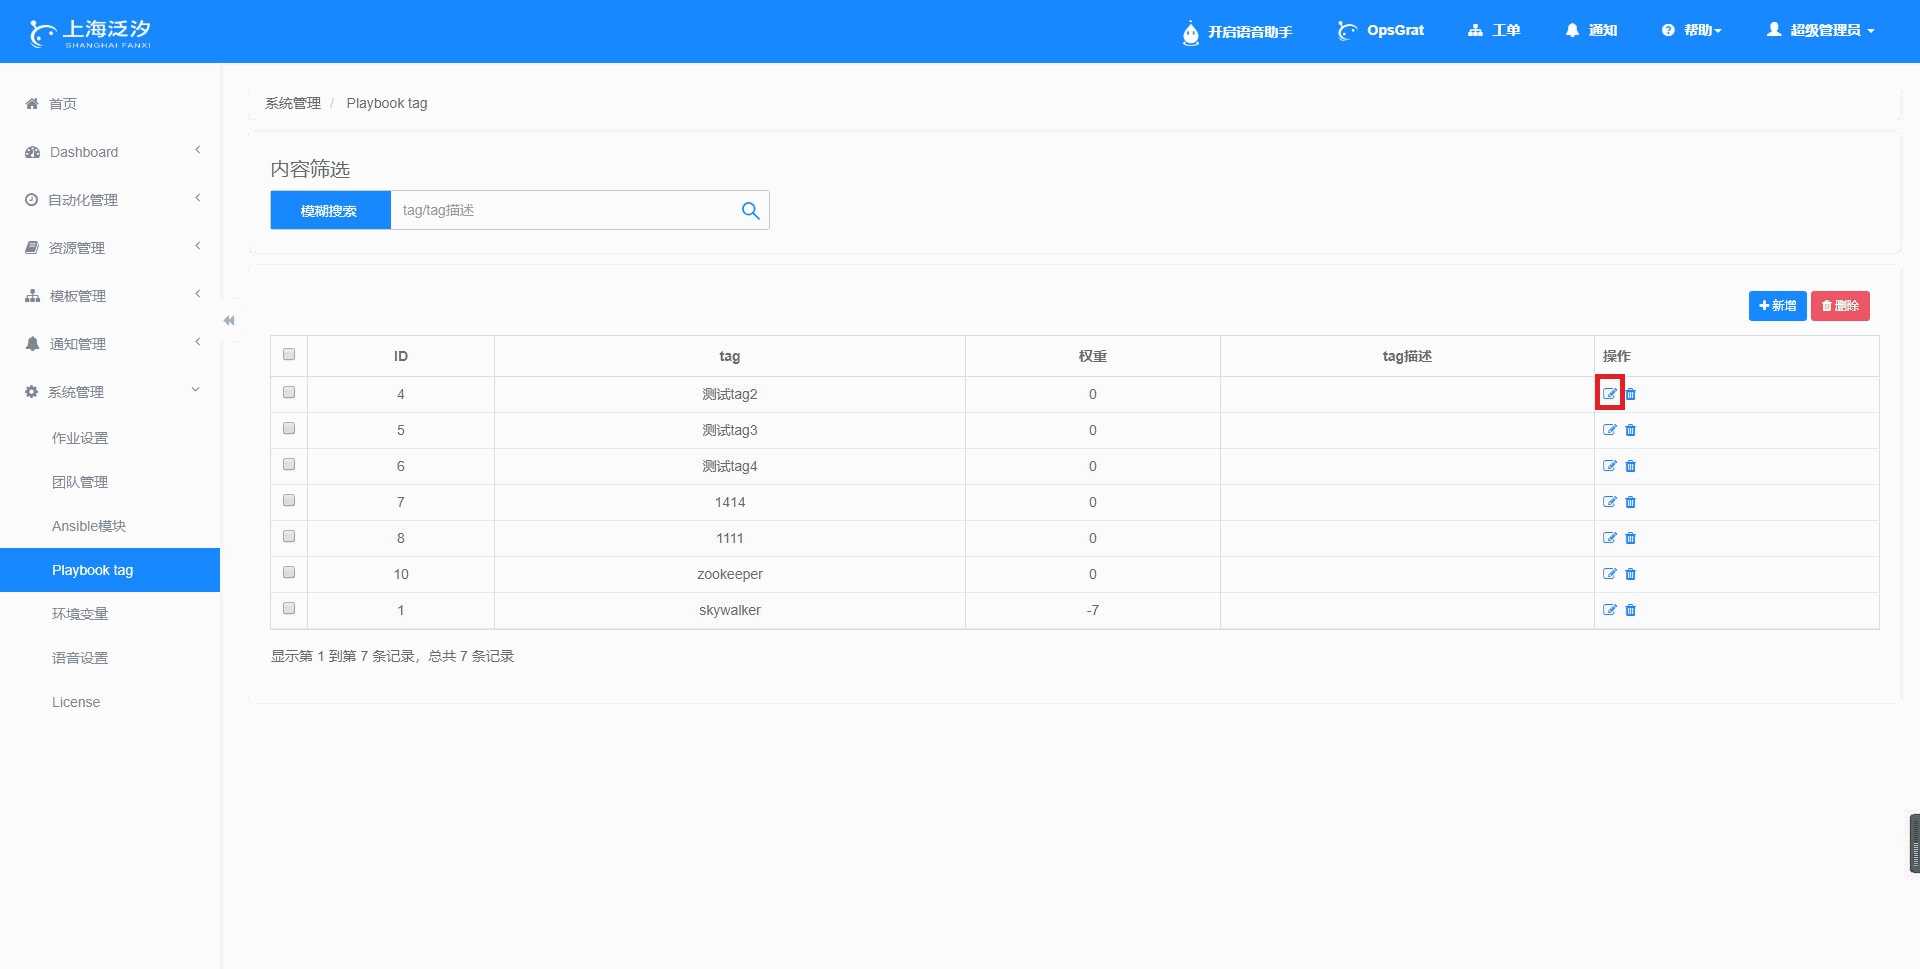 上海泛汐
SHANGHAI FANXI
开启语音助手
OpsGrat
工单
通知
帮助
超级管理员
首页
Dashboard
自动化管理
资源管理
模板管理
通知管理
系统管理
作业设置
团队管理
Ansible模块
Playbook tag
环境变量
语音设置
License
系统管理 / Playbook tag
内容筛选
模糊搜索 tag/tag描述
新增 删除
ID tag 权重 tag描述 操作
4 测试tag2 0
5 测试tag3 0
6 测试tag4 0
7 1414 0
8 1111 0
10 zookeeper 0
1 skywalker -7
显示第 1 到第 7 条记录，总共 7 条记录